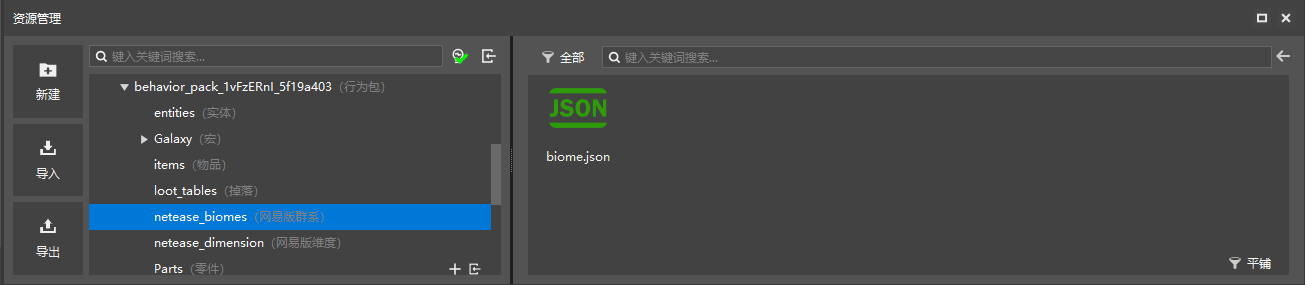 资源管理
新建
导入
导出
键入关键词搜索...
behavior_pack_1vFzERnI_5f19a403 (行为包)
entities (实体)
Galaxy (宏)
items (物品)
loot_tables (掉落)
netease_biomes (网易版群系)
netease_dimension (网易版维度)
Parts (零件)
全部
键入关键词搜索...
JSON
biome.json
平铺